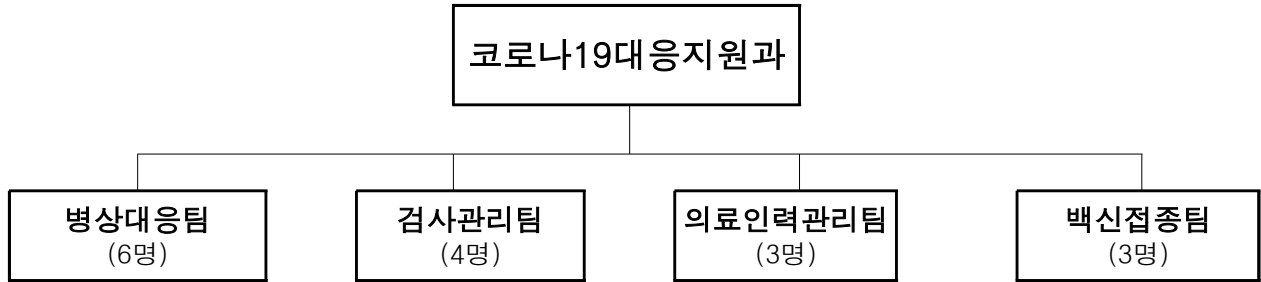 코로나19대응지원과
병상대응팀
(6명)
검사관리팀
(4명)
의료인력관리팀
(3명)
백신접종팀
(3명)